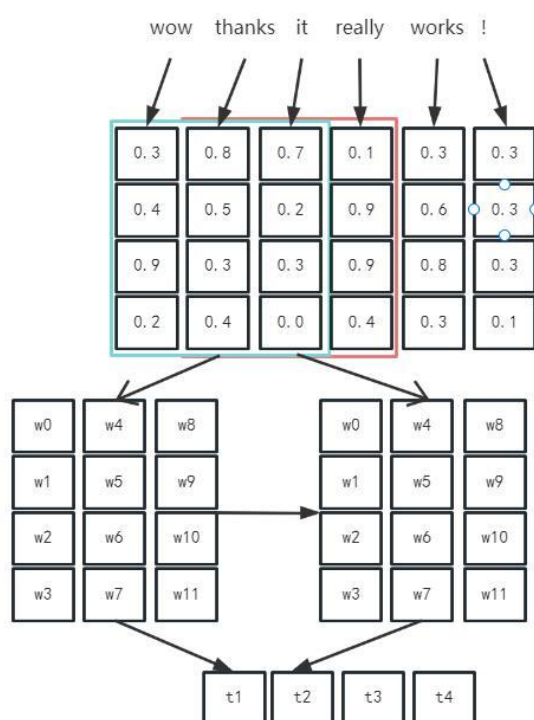 wow thanks it really works !
0.3 0.8 0.7 0.1 0.3 0.3
0.4 0.5 0.2 0.9 0.6 0.3
0.9 0.3 0.3 0.9 0.8 0.3
0.2 0.4 0.0 0.4 0.3 0.1
w0 w4 w8 w0 w4 w8
w1 w5 w9 w1 w5 w9
w2 w6 w10 w2 w6 w10
w3 w7 w11 w3 w7 w11
t1 t2 t3 t4